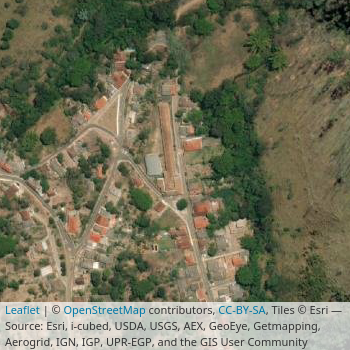 Leaflet | © OpenStreetMap contributors, CC-BY-SA, Tiles © Esri —
Source: Esri, i-cubed, USDA, USGS, AEX, GeoEye, Getmapping,
Aerogrid, IGN, IGP, UPR-EGP, and the GIS User Community